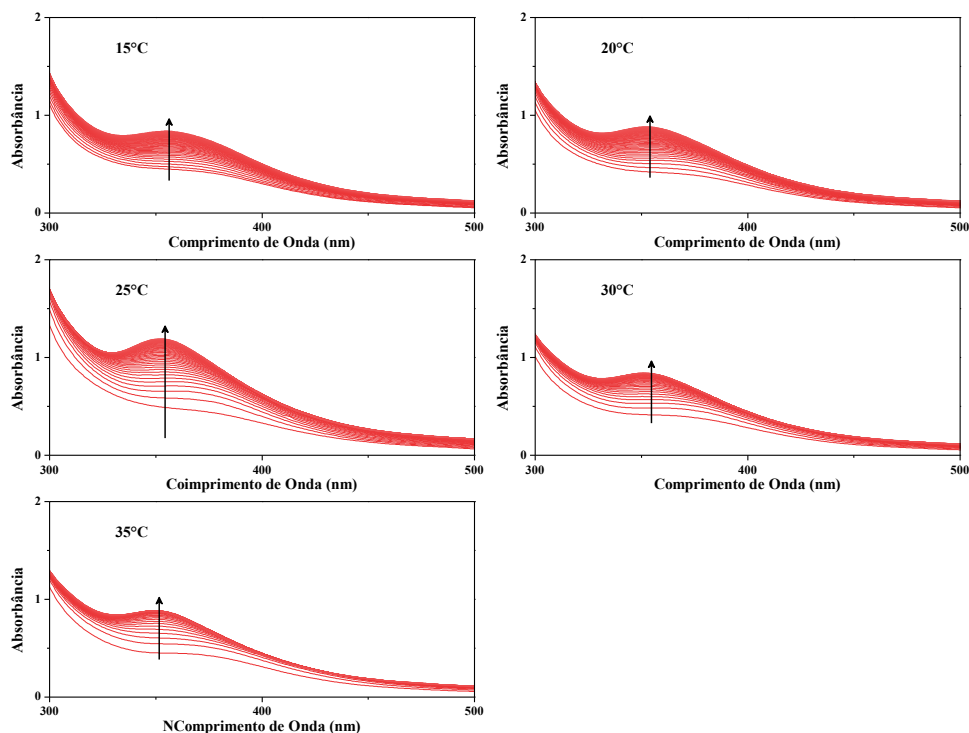 2
15°C
Absorbância
1
0
300
400
500
Comprimento de Onda (nm)
2
20°C
Absorbância
1
0
300
400
500
Comprimento de Onda (nm)
2
25°C
Absorbância
1
0
300
400
500
Coimprimento de Onda (nm)
2
30°C
Absorbância
1
0
300
400
500
Comprimento de Onda (nm)
2
35°C
Absorbância
1
0
300
400
500
NComprimento de Onda (nm)